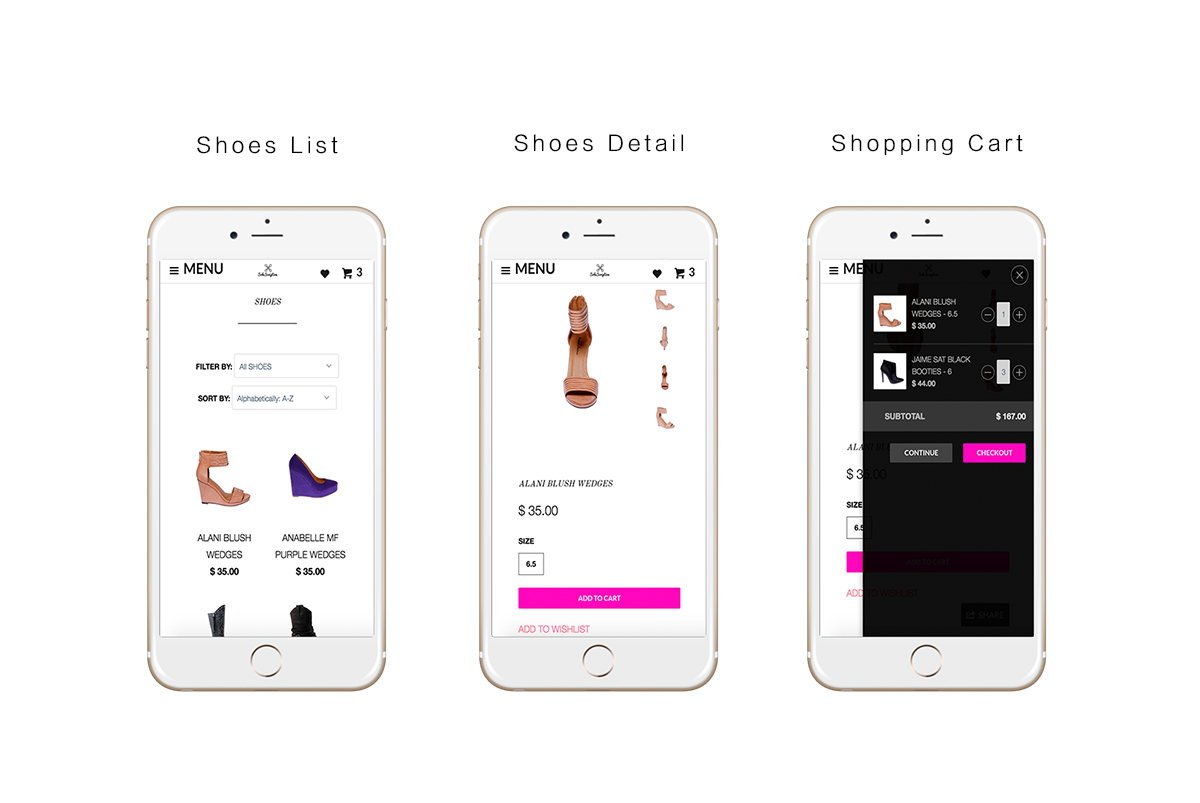 Shoes List
Shoes Detail
Shopping Cart
MENU
3
SHOES
FILTER BY:
All SHOES
SORT BY:
Alphabetically: A-Z
ALANI BLUSH
WEDGES
$ 35.00
ANABELLE MF
PURPLE WEDGES
$ 35.00
MENU
3
ALANI BLUSH WEDGES
$ 35.00
SIZE
6.5
ADD TO CART
ADD TO WISHLIST
MENU
ALANI BLUSH
WEDGES - 6.5
$ 35.00
1
JAIME SAT BLACK
BOOTIES - 6
$ 44.00
3
SUBTOTAL
$ 167.00
CONTINUE
CHECKOUT
$ 35.00
SIZE
6.5
ADD TO CART
ADD TO WISHLIST
SHARE